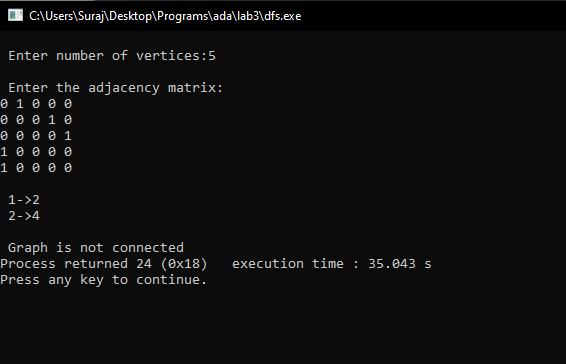 C:\Users\Suraj\Desktop\Programs\ada\lab3\dfs.exe
Enter number of vertices:5
Enter the adjacency matrix:
0 1 0 0 0
0 0 0 1 0
0 0 0 0 1
1 0 0 0 0
1 0 0 0 0
1->2
2->4
Graph is not connected
Process returned 24 (0x18)   execution time : 35.043 s
Press any key to continue.